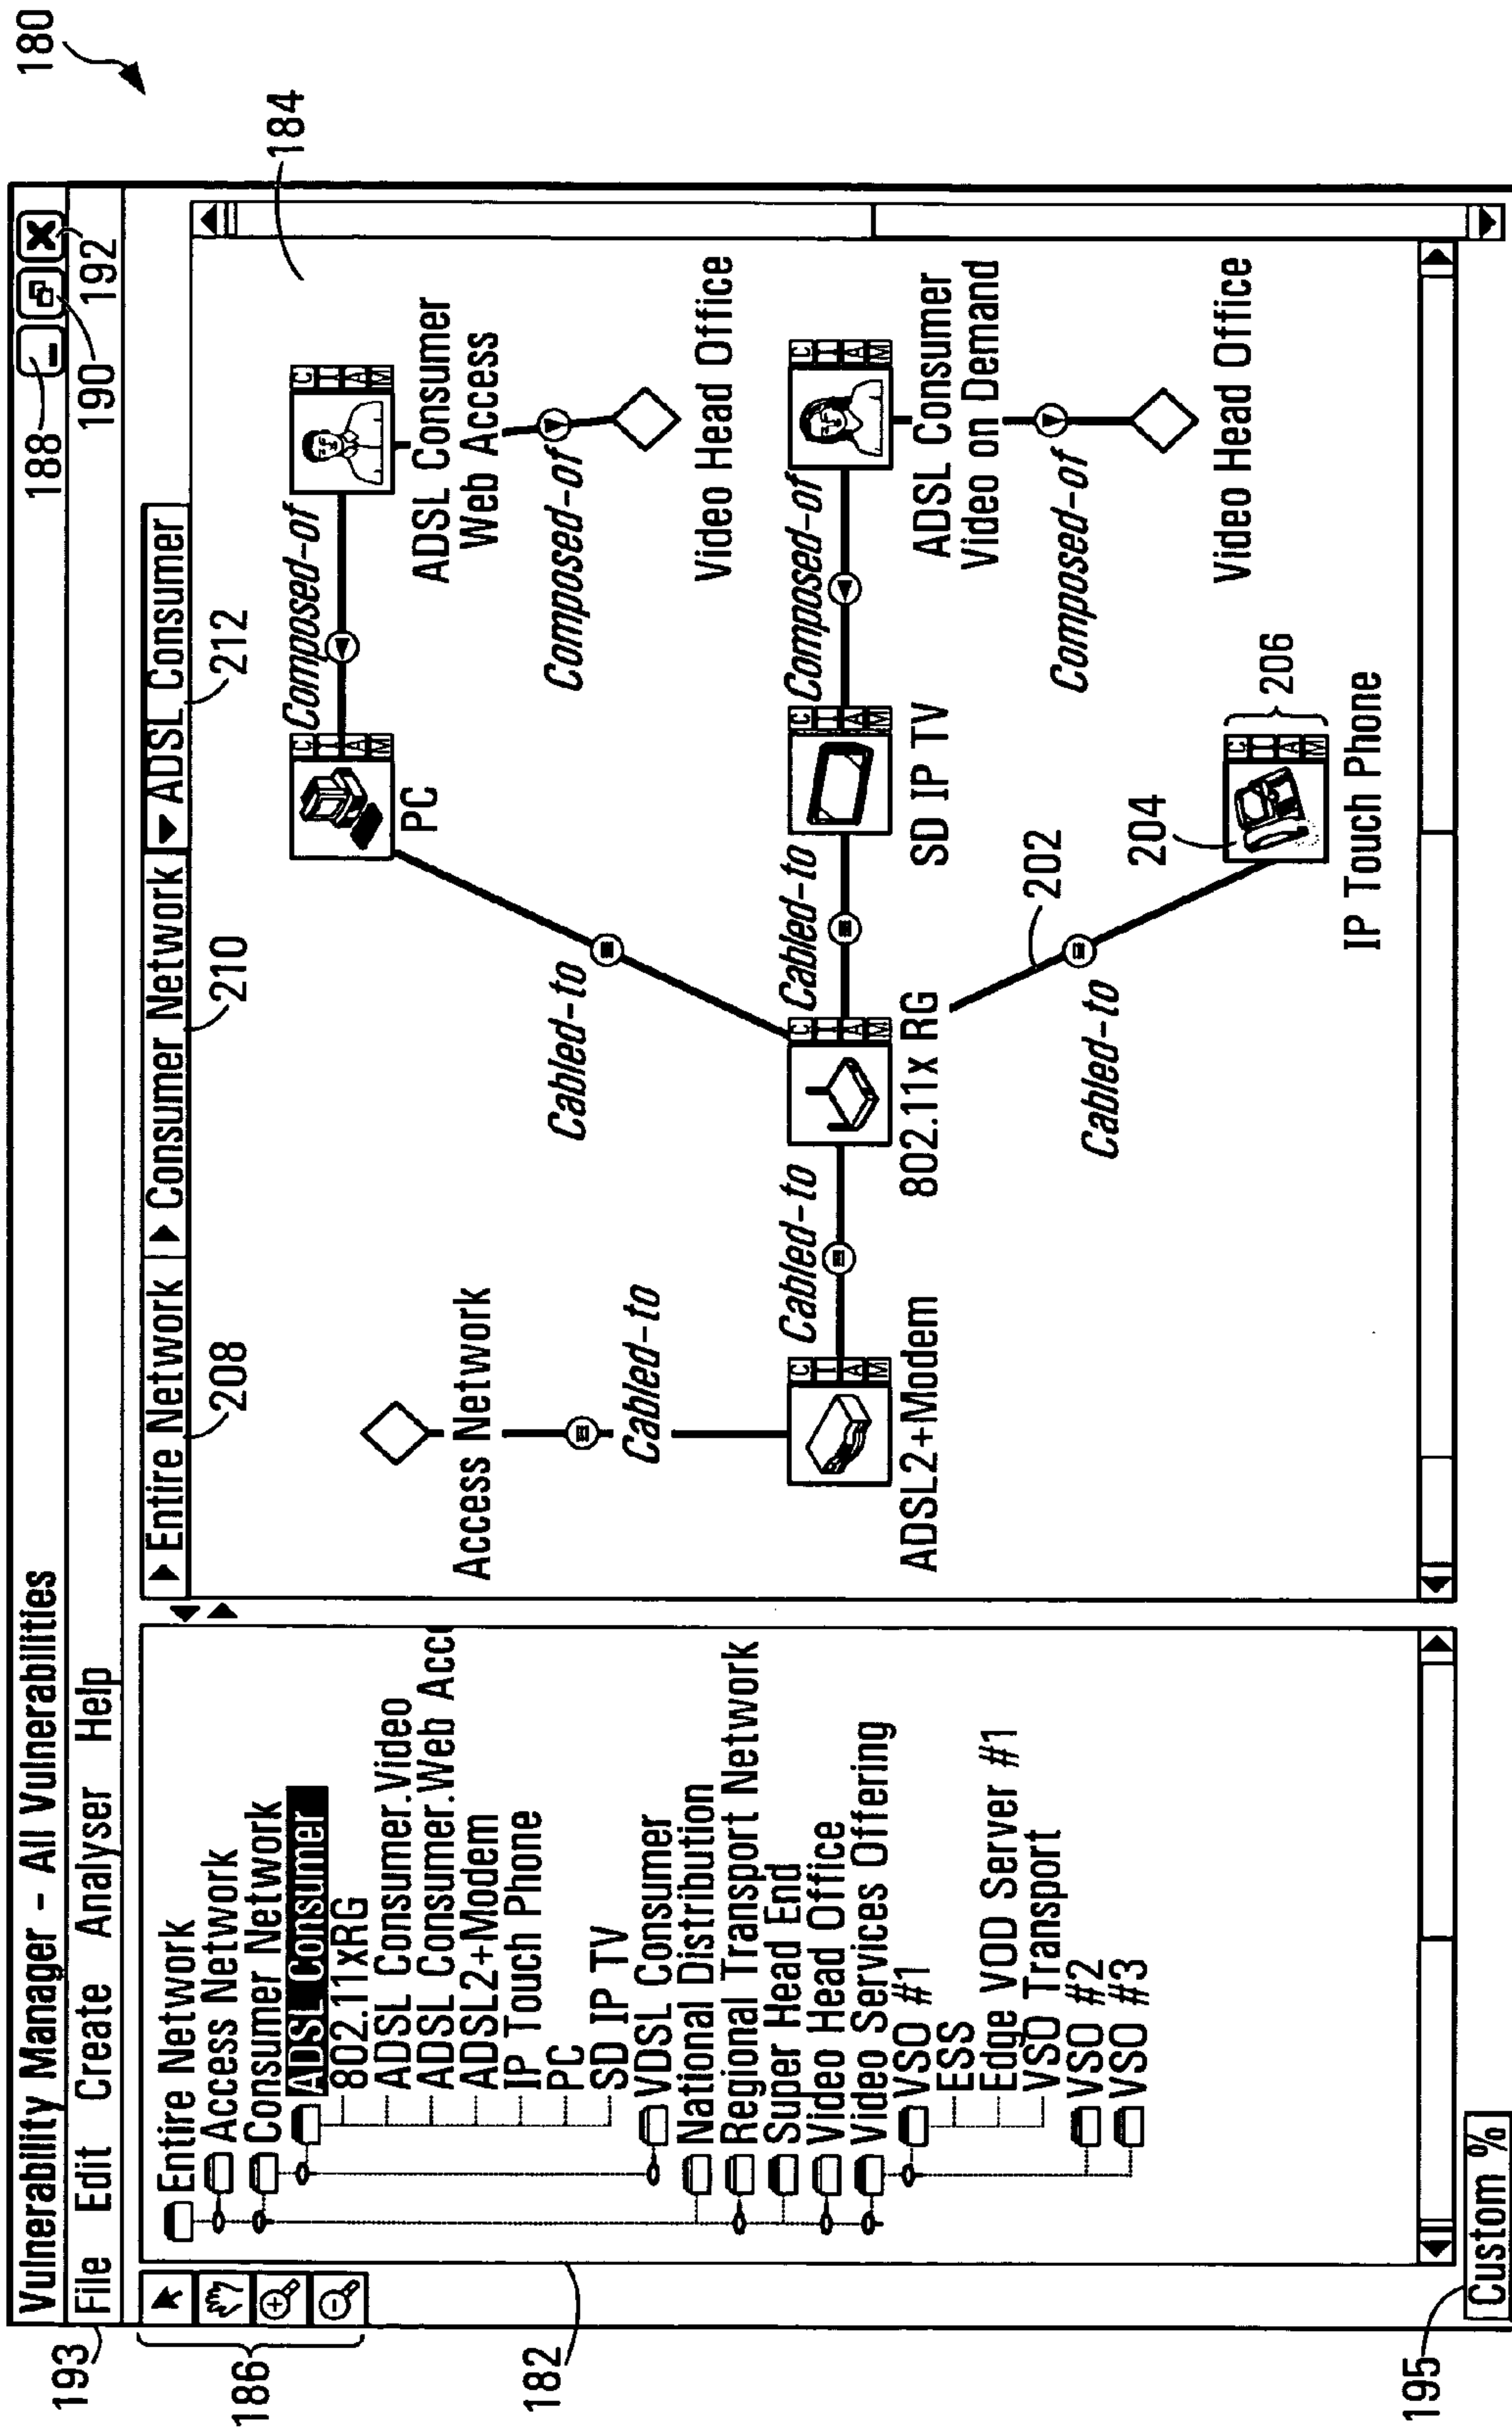 180
Vulnerability Manager - All Vulnerabilities
188
190
192
193
File Edit Create Analyser Help
186
182
Entire Network
Access Network
Consumer Network
ADSL Consumer
802.11xRG
ADSL Consumer.Video
ADSL Consumer.Web Acc
ADSL2+Modem
IP Touch Phone
PC
SD IP TV
VDSL Consumer
National Distribution
Regional Transport Network
Super Head End
Video Head Office
Video Services Offering
VSO #1
ESS
Edge VOD Server #1
VSO Transport
VSO #2
VSO #3
195
Custom %
Entire Network Consumer Network ADSL Consumer
208
210
212
184
Access Network
Cabled-to
C
I
A
M
ADSL2+Modem
Cabled-to
C
I
A
M
802.11x RG
Cabled-to
C
I
A
M
PC
Composed-of
C
I
A
M
ADSL Consumer
Web Access
Composed-of
Video Head Office
Cabled-to
C
I
A
M
SD IP TV
Composed-of
C
I
A
M
ADSL Consumer
Video on Demand
Composed-of
Video Head Office
202
Cabled-to
204
C
I
A
M
206
IP Touch Phone